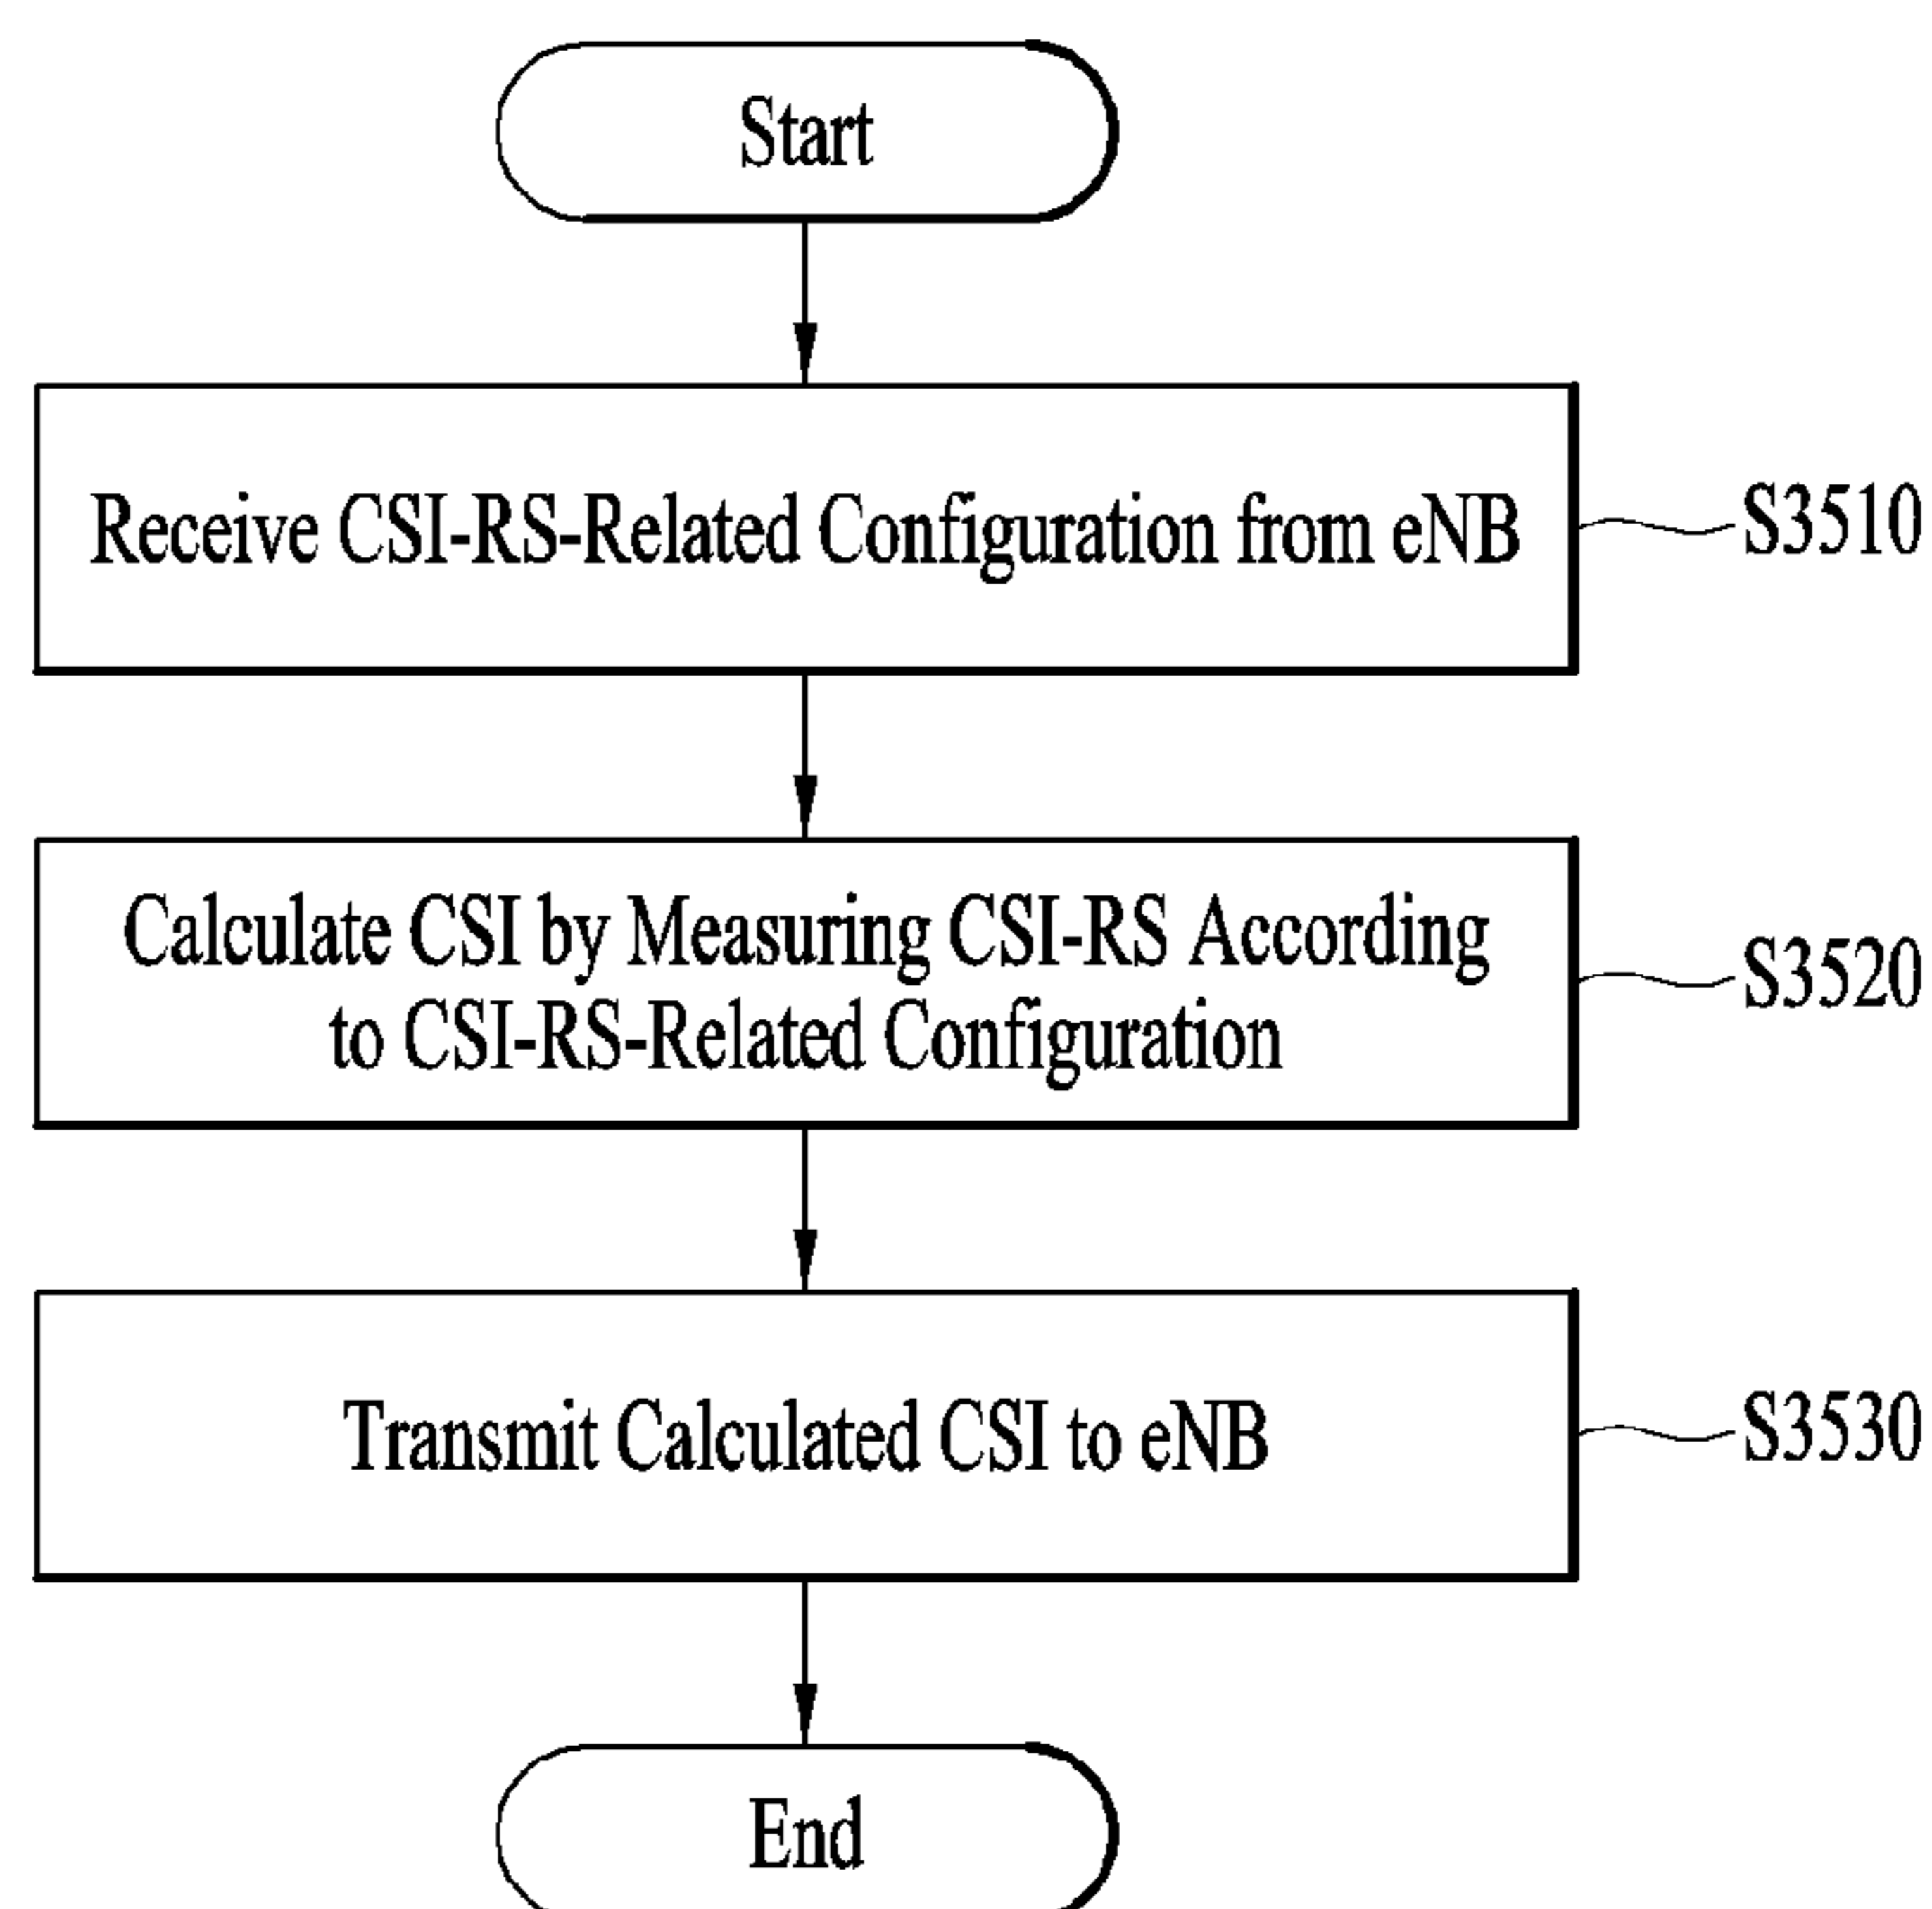 Start
Receive CSI-RS-Related Configuration from eNB
S3510
Calculate CSI by Measuring CSI-RS According
to CSI-RS-Related Configuration
S3520
Transmit Calculated CSI to eNB
S3530
End